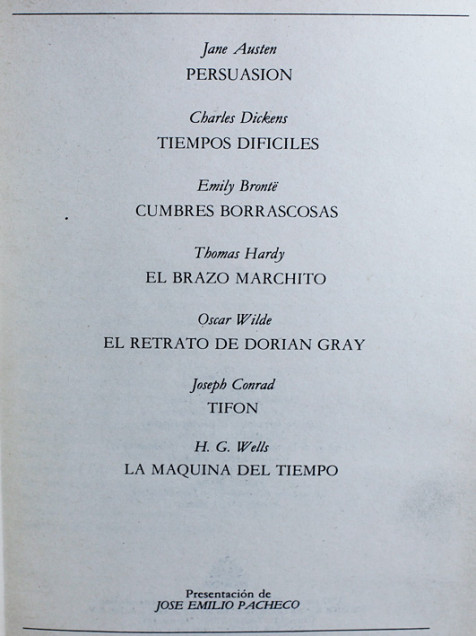 Jane Austen
PERSUASION
Charles Dickens
TIEMPOS DIFICILES
Emily Brontë
CUMBRES BORRASCOSAS
Thomas Hardy
EL BRAZO MARCHITO
Oscar Wilde
EL RETRATO DE DORIAN GRAY
Joseph Conrad
TIFON
H. G. Wells
LA MAQUINA DEL TIEMPO
Presentación de
JOSE EMILIO PACHECO